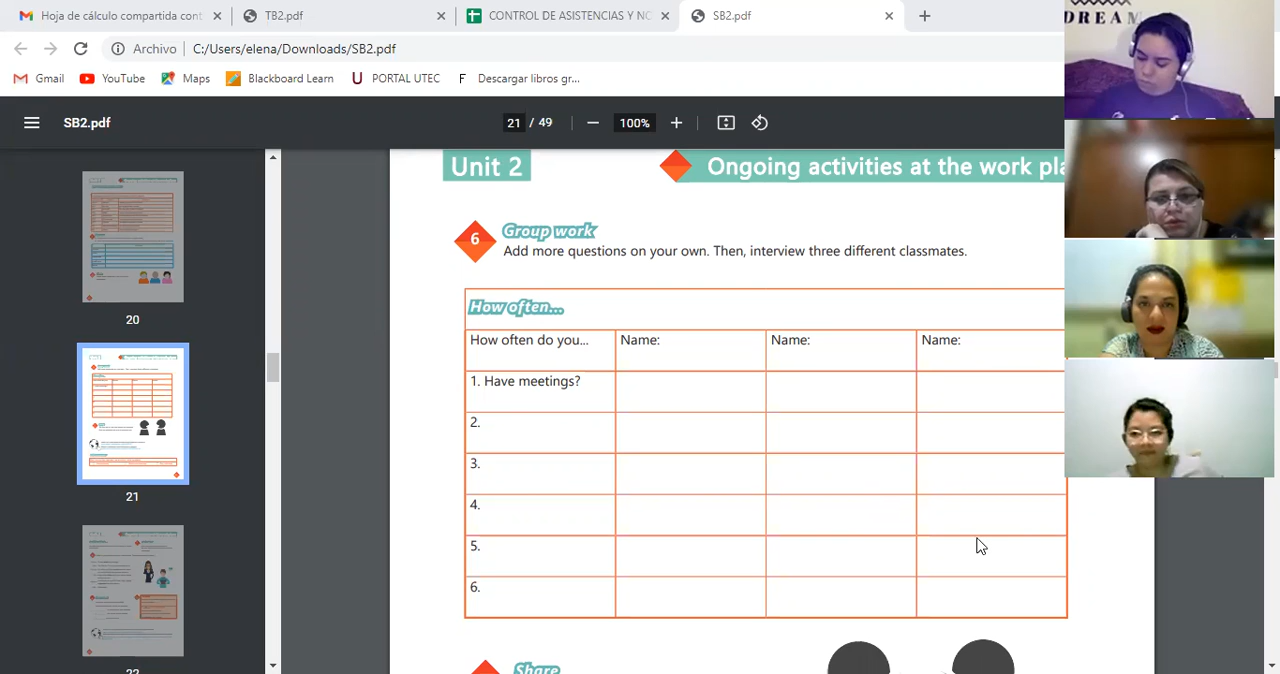 Hoja de cálculo compartida cont
TB2.pdf
CONTROL DE ASISTENCIAS Y NO
SB2.pdf
Archivo
C:/Users/elena/Downloads/SB2.pdf
Gmail
YouTube
Maps
Blackboard Learn
U PORTAL UTEC
F Descargar libros gr...
SB2.pdf
21 / 49
100%
DREAM
20
21
22
Unit 2
Ongoing activities at the work pla
6
Group work
Add more questions on your own. Then, interview three different classmates.
How often...
How often do you... Name: Name: Name:
1. Have meetings?
2.
3.
4.
5.
6.
Share